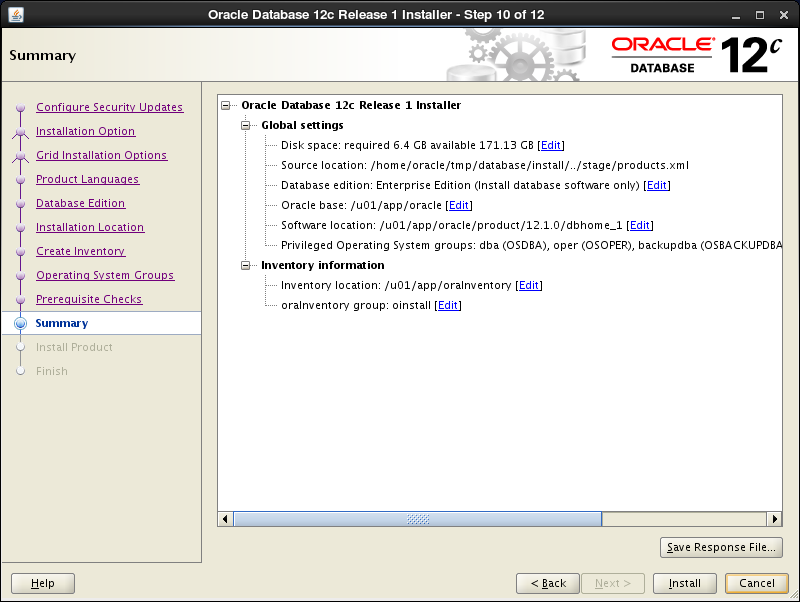 Oracle Database 12c Release 1 Installer - Step 10 of 12
Summary
ORACLE®
DATABASE
12c
Configure Security Updates
Installation Option
Grid Installation Options
Product Languages
Database Edition
Installation Location
Create Inventory
Operating System Groups
Prerequisite Checks
Summary
Install Product
Finish
Oracle Database 12c Release 1 Installer
Global settings
Disk space: required 6.4 GB available 171.13 GB [Edit]
Source location: /home/oracle/tmp/database/install/../stage/products.xml
Database edition: Enterprise Edition (Install database software only) [Edit]
Oracle base: /u01/app/oracle [Edit]
Software location: /u01/app/oracle/product/12.1.0/dbhome_1 [Edit]
Privileged Operating System groups: dba (OSDBA), oper (OSOPER), backupdba (OSBACKUPDBA
Inventory information
Inventory location: /u01/app/oraInventory [Edit]
oraInventory group: oinstall [Edit]
Save Response File...
Help
< Back
Next >
Install
Cancel